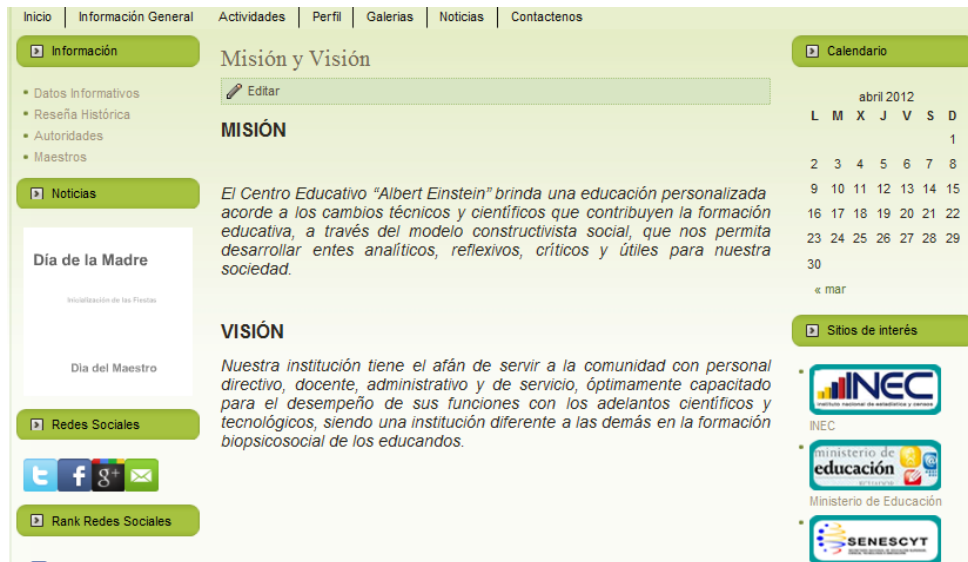 Inicio Información General Actividades Perfil Galerias Noticias Contactenos
Información
Datos Informativos
Reseña Histórica
Autoridades
Maestros
Noticias
Día de la Madre
Inicialización de las Fiestas
Dia del Maestro
Redes Sociales
Rank Redes Sociales
Misión y Visión
Editar
MISIÓN
El Centro Educativo “Albert Einstein” brinda una educación personalizada
acorde a los cambios técnicos y científicos que contribuyen la formación
educativa, a través del modelo constructivista social, que nos permita
desarrollar entes analíticos, reflexivos, críticos y útiles para nuestra
sociedad.
VISIÓN
Nuestra institución tiene el afán de servir a la comunidad con personal
directivo, docente, administrativo y de servicio, óptimamente capacitado
para el desempeño de sus funciones con los adelantos científicos y
tecnológicos, siendo una institución diferente a las demás en la formación
biopsicosocial de los educandos.
Calendario
abril 2012
L M X J V S D
1
2 3 4 5 6 7 8
9 10 11 12 13 14 15
16 17 18 19 20 21 22
23 24 25 26 27 28 29
30
« mar
Sitios de interés
INEC
instituto nacional de estadística y censos
INEC
ministerio de
educación
ECUADOR
Ministerio de Educación
SENESCYT